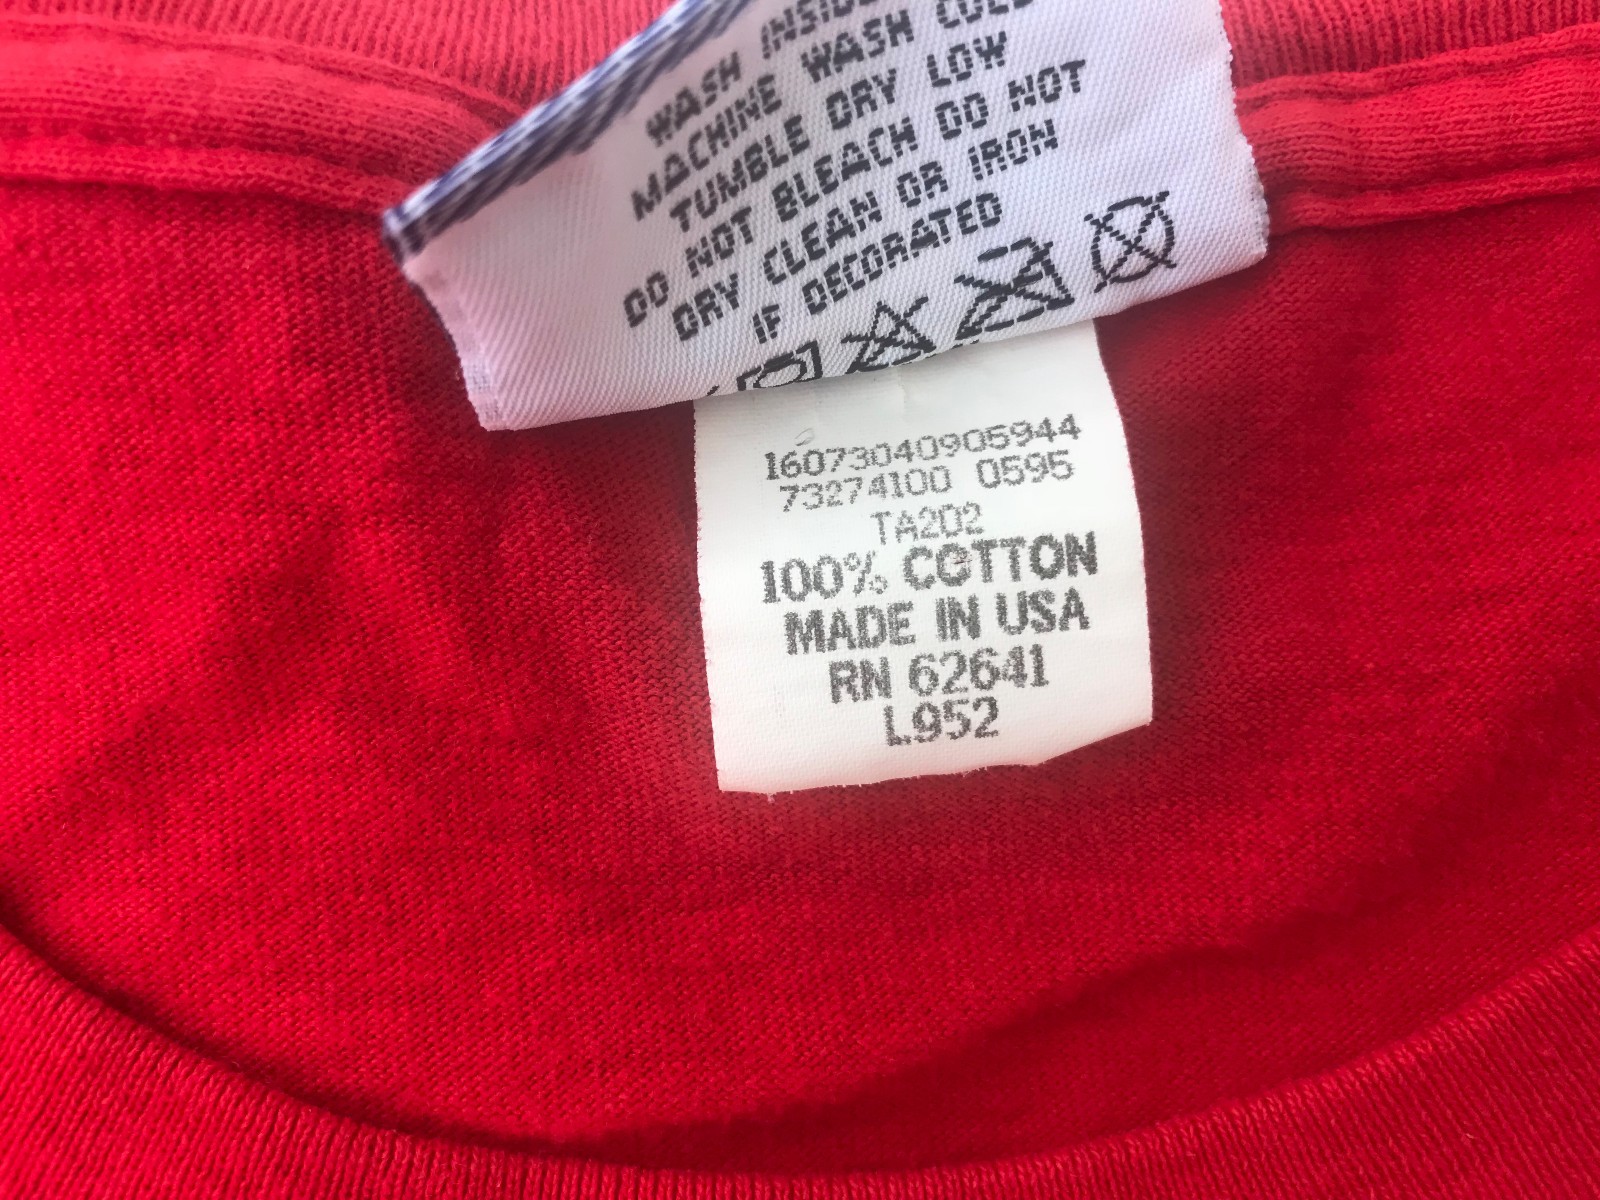 WASH INSIDE
MACHINE WASH COLD
TUMBLE DRY LOW
DO NOT BLEACH DO NOT
DRY CLEAN OR IRON
IF DECORATED
16073040905944
73274100 0595
TA202
100% COTTON
MADE IN USA
RN 62641
L952